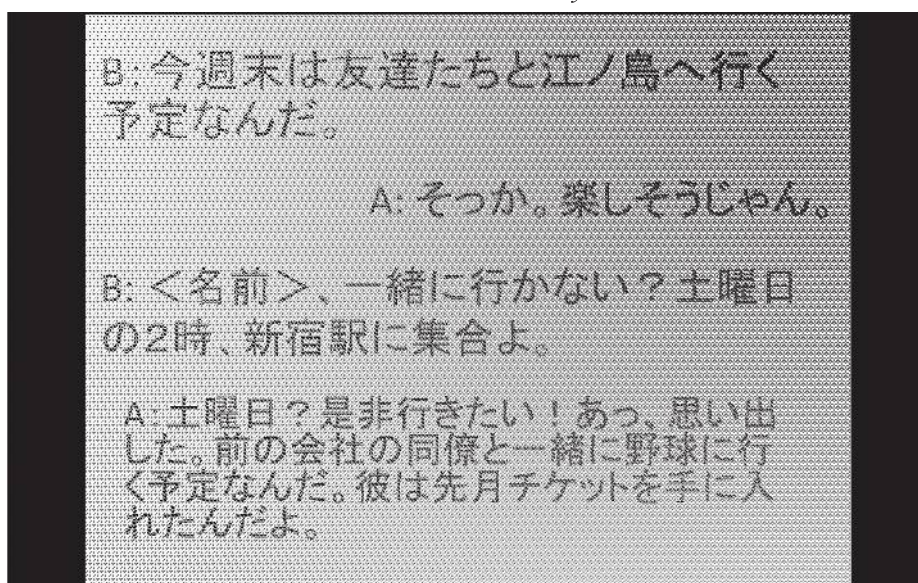 B:今週末は友達たちと江ノ島へ行く
予定なんだ。
A:そっか。楽しそうじゃん。
B:＜名前＞、一緒に行かない？土曜日
の2時、新宿駅に集合よ。
A:土曜日？是非行きたい！あっ、思い出
した。前の会社の同僚と一緒に野球に行
く予定なんだ。彼は先月チケットを手に入
れたんだよ。